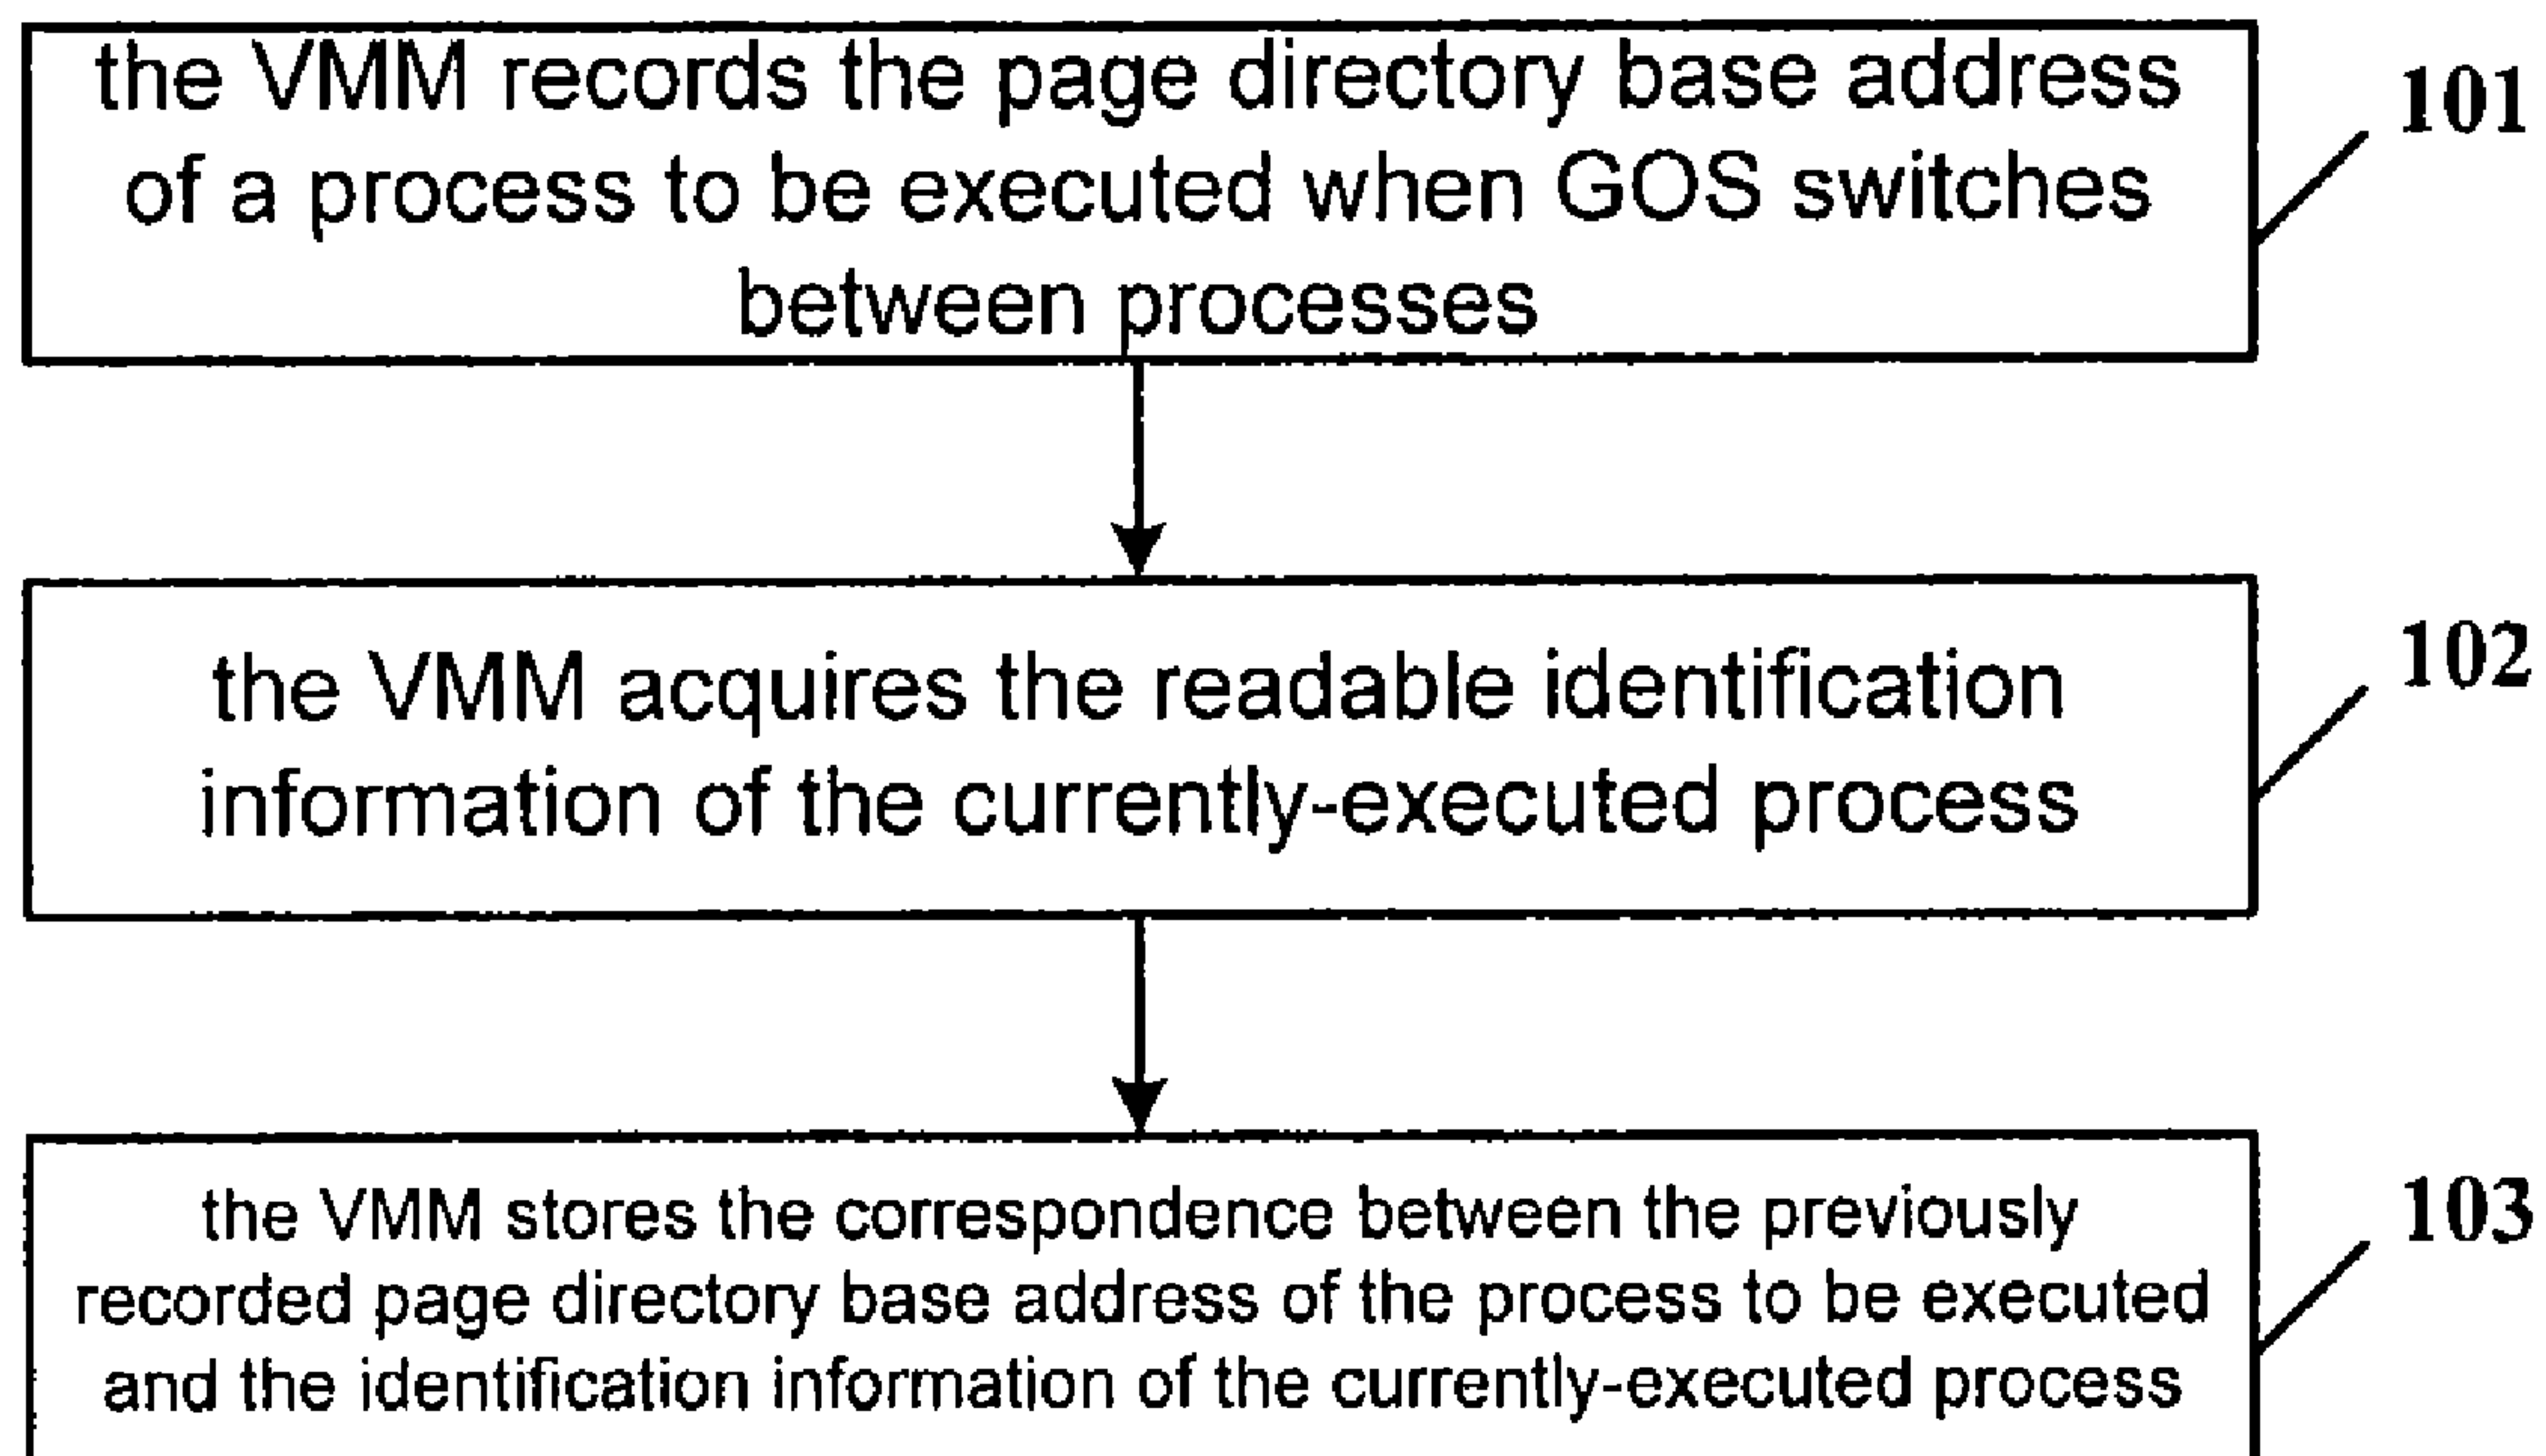 the VMM records the page directory base address
of a process to be executed when GOS switches
between processes
101
the VMM acquires the readable identification
information of the currently-executed process
102
the VMM stores the correspondence between the previously
recorded page directory base address of the process to be executed
and the identification information of the currently-executed process
103